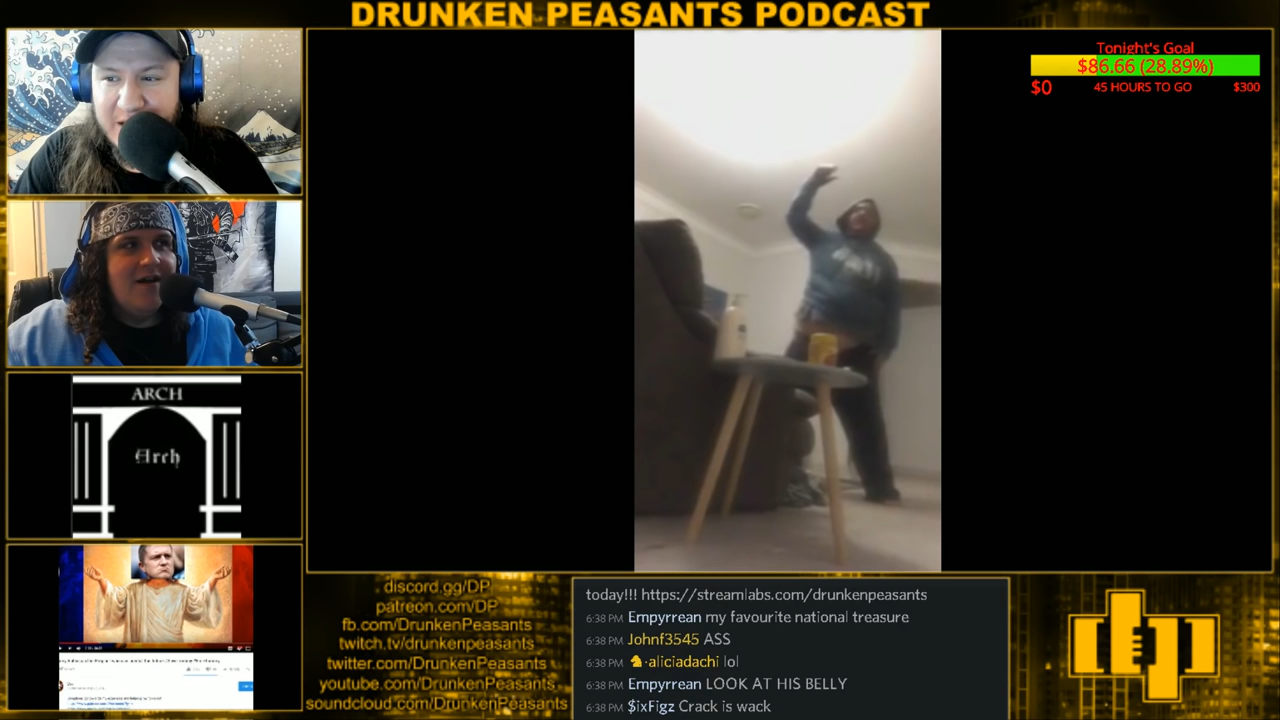 DRUNKEN PEASANTS PODCAST
Tonight's Goal
$86.66 (28.89%)
$0 45 HOURS TO GO $300
ARCH
Arch
discord.gg/DP
patreon.com/DP
fb.com/DrunkenPeasants
twitch.tv/drunkenpeasants
twitter.com/DrunkenPeasants
youtube.com/DrunkenPeasants
soundcloud.com/DrunkenPeasants
today!!! https://streamlabs.com/drunkenpeasants
6:38 PM Empyrrean my favourite national treasure
6:38 PM Johnf3545 ASS
6:38 PM aliciadachi lol
6:38 PM Empyrrean LOOK AT HIS BELLY
6:38 PM $ixFigz Crack is wack